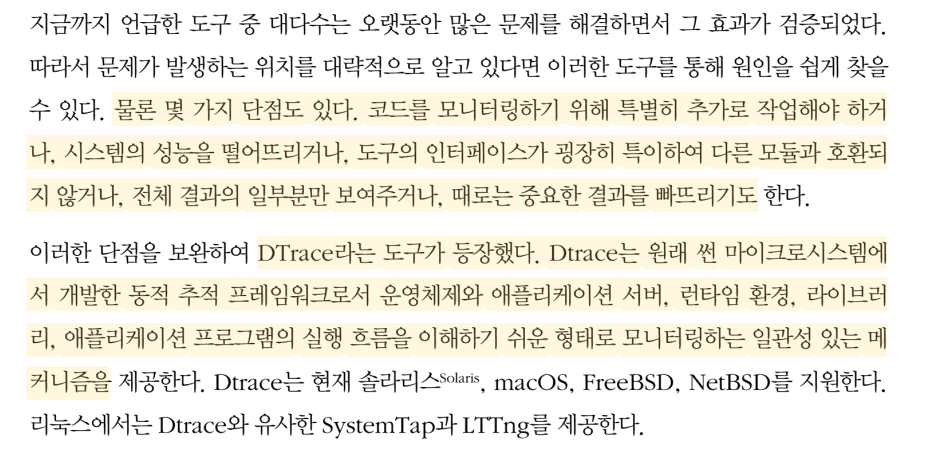 지금까지 언급한 도구 중 대다수는 오랫동안 많은 문제를 해결하면서 그 효과가 검증되었다.
따라서 문제가 발생하는 위치를 대략적으로 알고 있다면 이러한 도구를 통해 원인을 쉽게 찾을
수 있다. 물론 몇 가지 단점도 있다. 코드를 모니터링하기 위해 특별히 추가로 작업해야 하거
나, 시스템의 성능을 떨어뜨리거나, 도구의 인터페이스가 굉장히 특이하여 다른 모듈과 호환되
지 않거나, 전체 결과의 일부분만 보여주거나, 때로는 중요한 결과를 빠뜨리기도 한다.
이러한 단점을 보완하여 DTrace라는 도구가 등장했다. Dtrace는 원래 썬 마이크로시스템에
서 개발한 동적 추적 프레임워크로서 운영체제와 애플리케이션 서버, 런타임 환경, 라이브러
리, 애플리케이션 프로그램의 실행 흐름을 이해하기 쉬운 형태로 모니터링하는 일관성 있는 메
커니즘을 제공한다. Dtrace는 현재 솔라리스Solaris, macOS, FreeBSD, NetBSD를 지원한다.
리눅스에서는 Dtrace와 유사한 SystemTap과 LTTng를 제공한다.